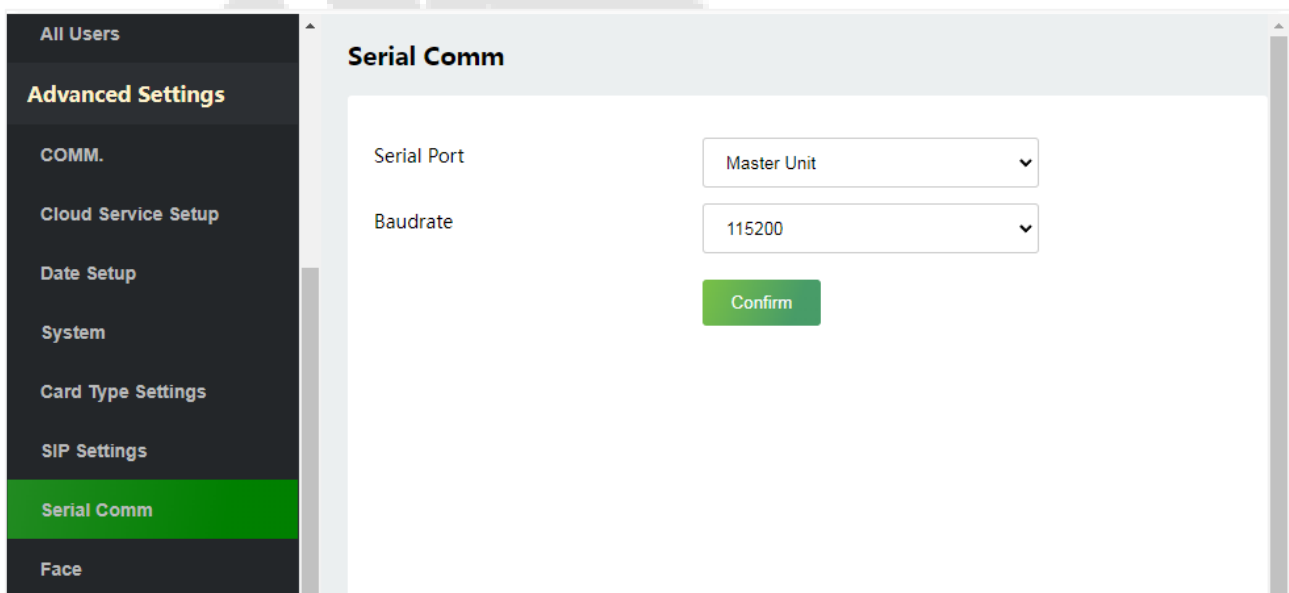 All Users
Advanced Settings
COMM.
Cloud Service Setup
Date Setup
System
Card Type Settings
SIP Settings
Serial Comm
Face
Serial Comm
Serial Port
Master Unit
Baudrate
115200
Confirm